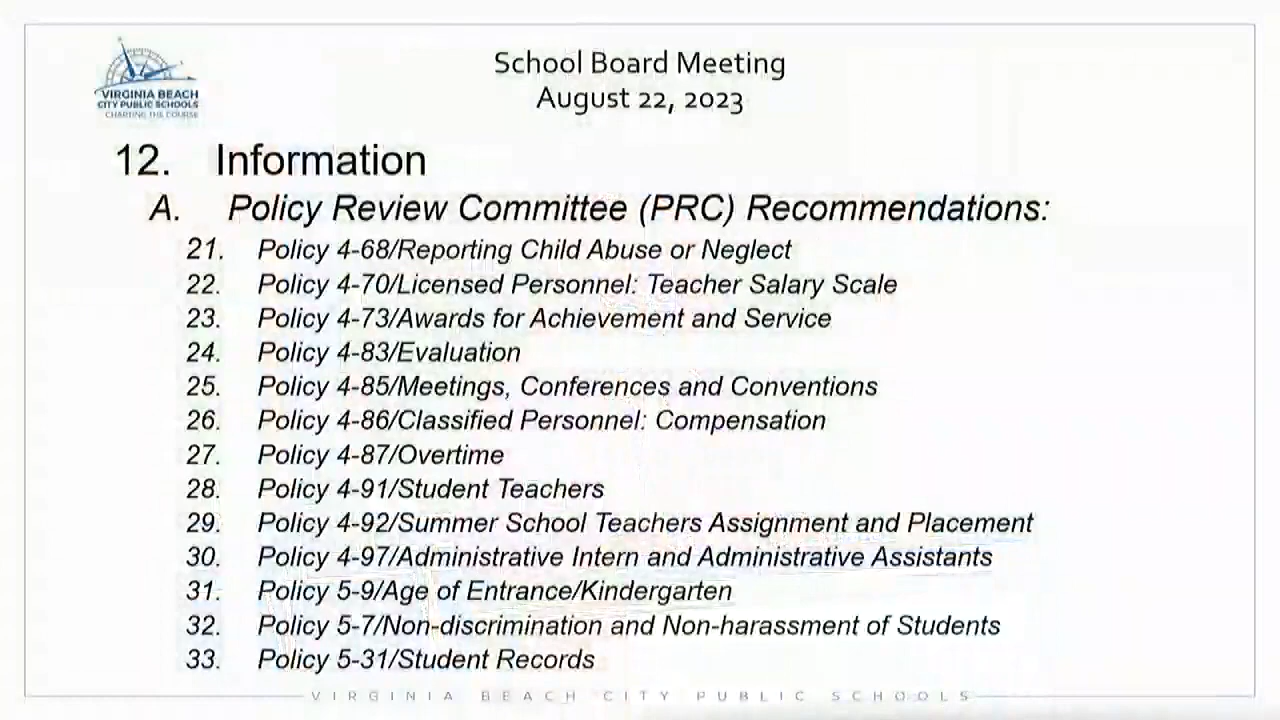 VIRGINIA BEACH
CITY PUBLIC SCHOOLS
CHARTING THE COURSE
School Board Meeting
August 22, 2023
12. Information
A. Policy Review Committee (PRC) Recommendations:
21. Policy 4-68/Reporting Child Abuse or Neglect
22. Policy 4-70/Licensed Personnel: Teacher Salary Scale
23. Policy 4-73/Awards for Achievement and Service
24. Policy 4-83/Evaluation
25. Policy 4-85/Meetings, Conferences and Conventions
26. Policy 4-86/Classified Personnel: Compensation
27. Policy 4-87/Overtime
28. Policy 4-91/Student Teachers
29. Policy 4-92/Summer School Teachers Assignment and Placement
30. Policy 4-97/Administrative Intern and Administrative Assistants
31. Policy 5-9/Age of Entrance/Kindergarten
32. Policy 5-7/Non-discrimination and Non-harassment of Students
33. Policy 5-31/Student Records
VIRGINIA BEACH CITY PUBLIC SCHOOLS